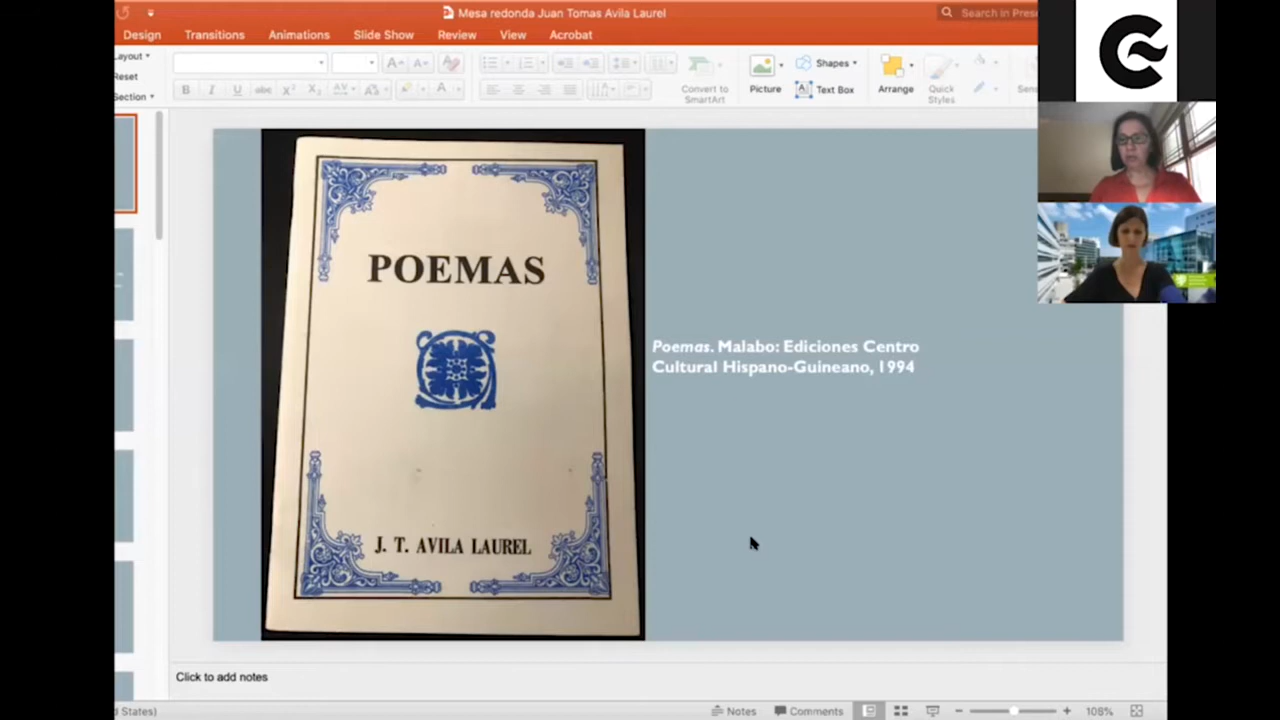 Mesa redonda Juan Tomas Avila Laurel
Search in Pres
Design Transitions Animations Slide Show Review View Acrobat
Layout
Reset
Section
Convert to
SmartArt
Picture
Shapes
Text Box
Arrange
Quick
Styles
POEMAS
J. T. AVILA LAUREL
Poemas. Malabo: Ediciones Centro
Cultural Hispano-Guineano, 1994
Click to add notes
d States)
Notes Comments 108%